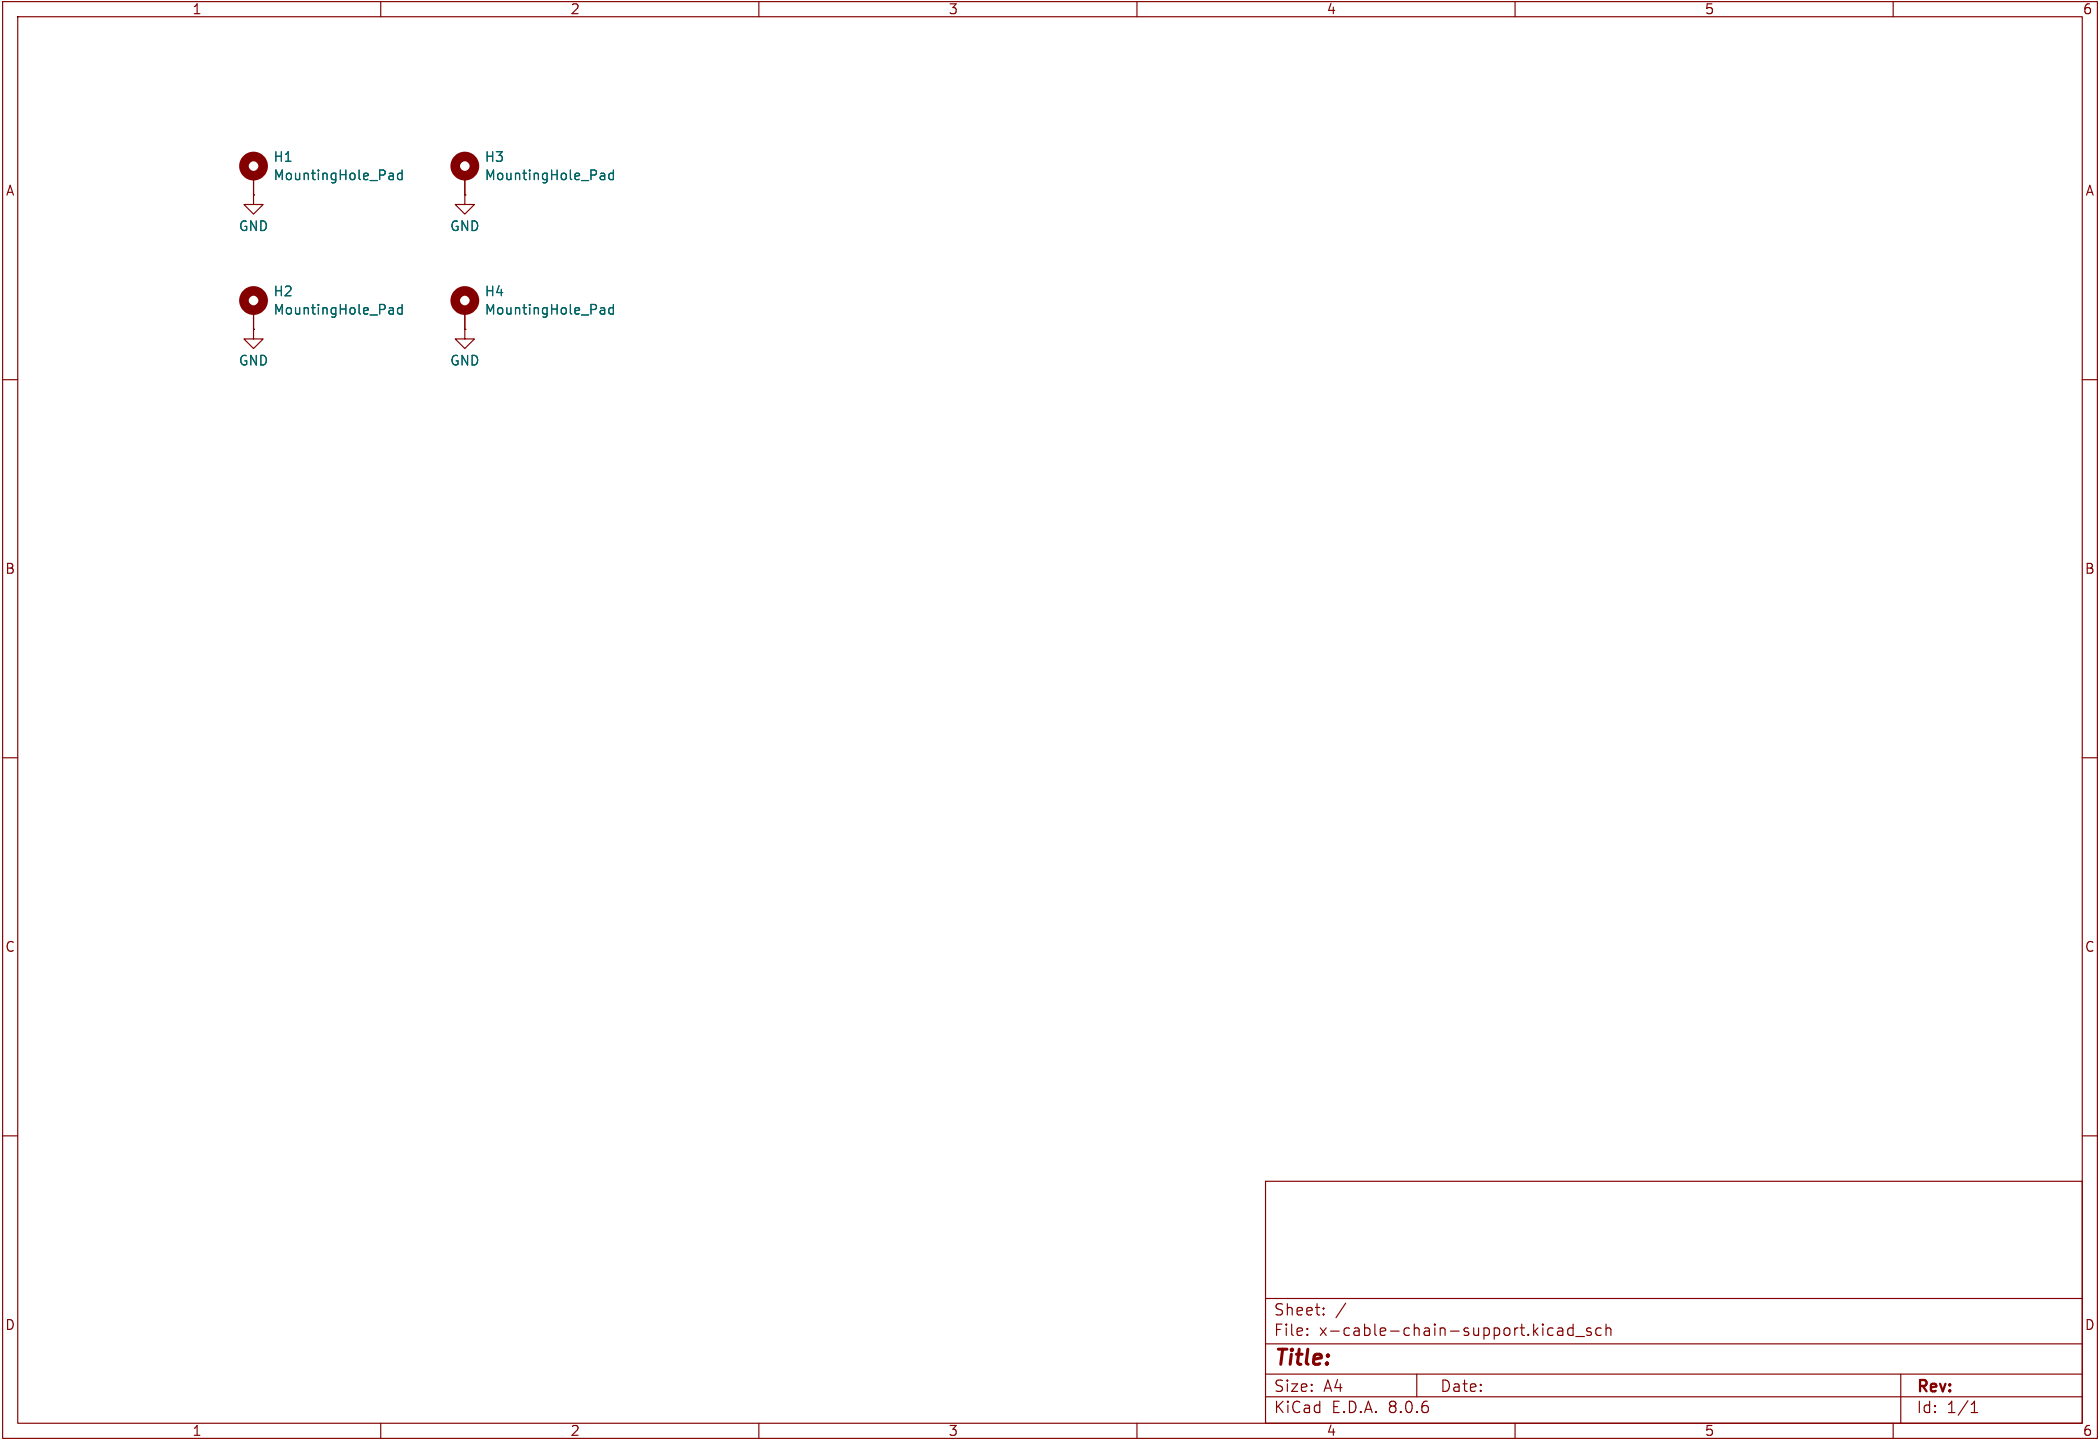 1 2 3 4 5 6
H1
MountingHole_Pad
H3
MountingHole_Pad
A A
GND GND
H2
MountingHole_Pad
H4
MountingHole_Pad
GND GND
B B
C C
Sheet: /
File: x-cable-chain-support.kicad_sch
D D
Title:
Size: A4 Date: Rev:
KiCad E.D.A. 8.0.6 Id: 1/1
1 2 3 4 5 6